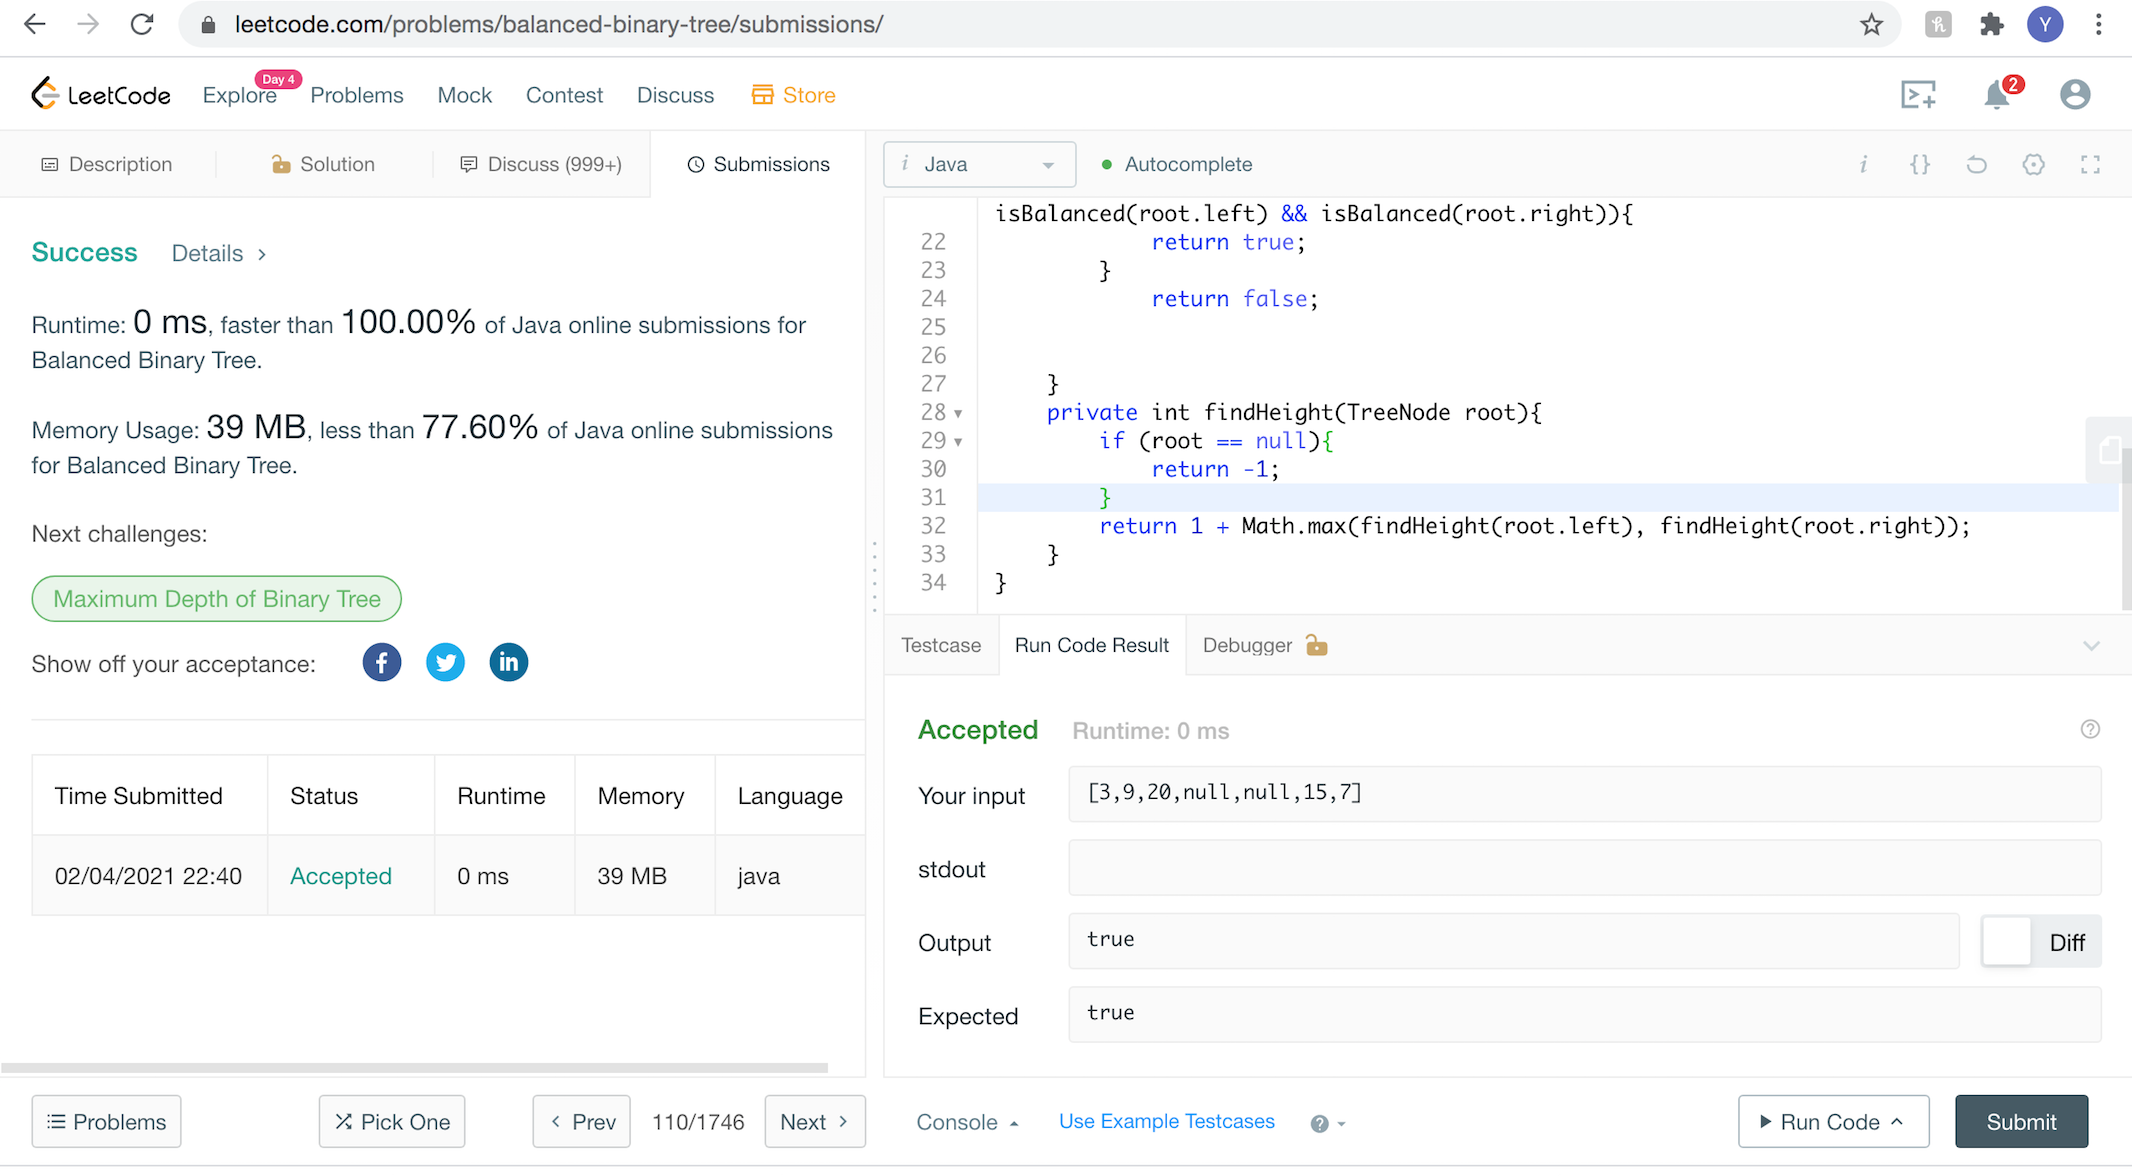 leetcode.com/problems/balanced-binary-tree/submissions/
Y
LeetCode
Explore
Day 4
Problems
Mock
Contest
Discuss
Store
2
Description
Solution
Discuss (999+)
Submissions
i Java
Autocomplete
i {}
Success
Details >
Runtime: 0 ms, faster than 100.00% of Java online submissions for
Balanced Binary Tree.
Memory Usage: 39 MB, less than 77.60% of Java online submissions
for Balanced Binary Tree.
Next challenges:
Maximum Depth of Binary Tree
Show off your acceptance:
f
in
Time Submitted Status Runtime Memory Language
02/04/2021 22:40 Accepted 0 ms 39 MB java
isBalanced(root.left) && isBalanced(root.right)){
22 return true;
23 }
24 return false;
25
26
27 }
28 private int findHeight(TreeNode root){
29 if (root == null){
30 return -1;
31 }
32 return 1 + Math.max(findHeight(root.left), findHeight(root.right));
33 }
34 }
Testcase
Run Code Result
Debugger
Accepted Runtime: 0 ms
?
Your input [3,9,20,null,null,15,7]
stdout
Output true
Diff
Expected true
Problems
Pick One
< Prev
110/1746
Next >
Console
Use Example Testcases
?
Run Code
Submit